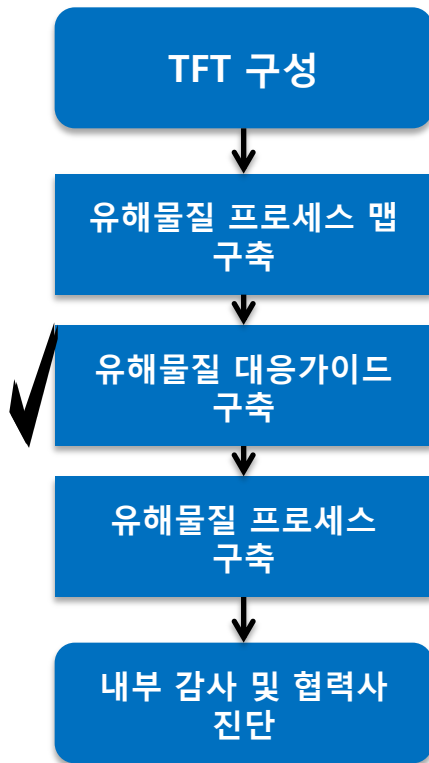 TFT 구성
유해물질 프로세스 맵
구축
유해물질 대응가이드
구축
유해물질 프로세스
구축
내부 감사 및 협력사
진단